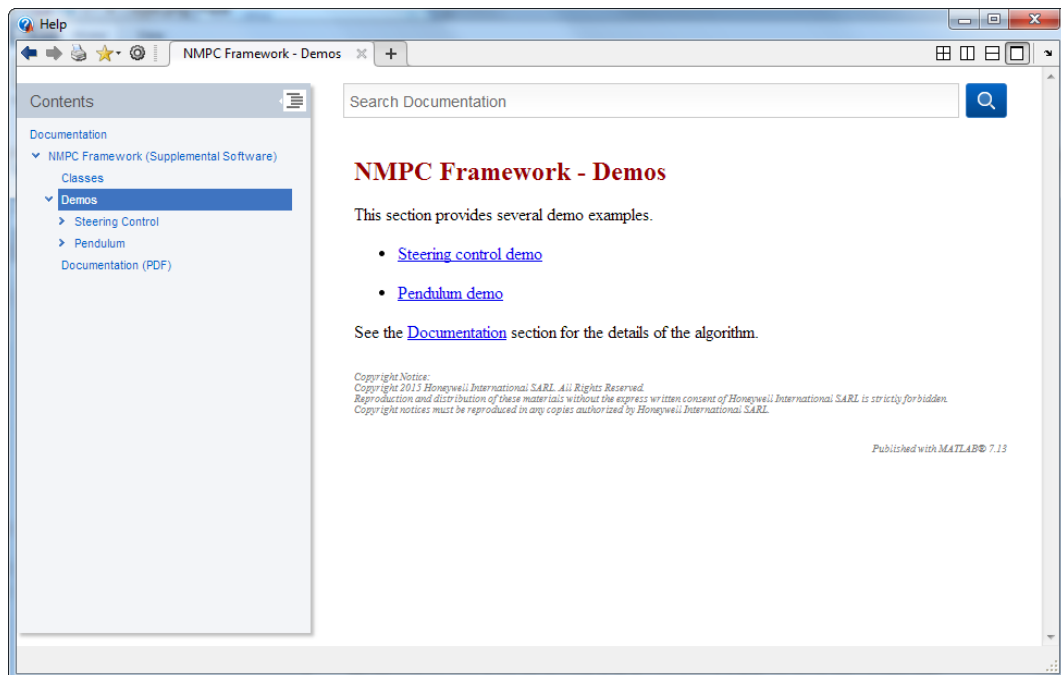 Help
NMPC Framework - Demos
Contents
Search Documentation
Documentation
NMPC Framework (Supplemental Software)
Classes
Demos
Steering Control
Pendulum
Documentation (PDF)
NMPC Framework - Demos
This section provides several demo examples.
• Steering control demo
• Pendulum demo
See the Documentation section for the details of the algorithm.
Copyright Notice:
Copyright 2015 Honeywell International SARL. All Rights Reserved.
Reproduction and distribution of these materials without the express written consent of Honeywell International SARL is strictly forbidden.
Copyright notices must be reproduced in any copies authorized by Honeywell International SARL.
Published with MATLAB® 7.13